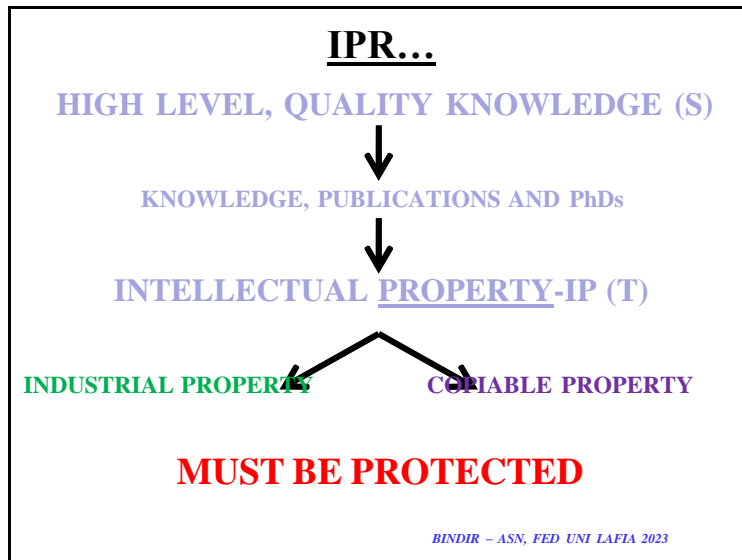 IPR…
HIGH LEVEL, QUALITY KNOWLEDGE (S)
KNOWLEDGE, PUBLICATIONS AND PhDs
INTELLECTUAL PROPERTY-IP (T)
INDUSTRIAL PROPERTY COPIABLE PROPERTY
MUST BE PROTECTED
BINDIR – ASN, FED UNI LAFIA 2023